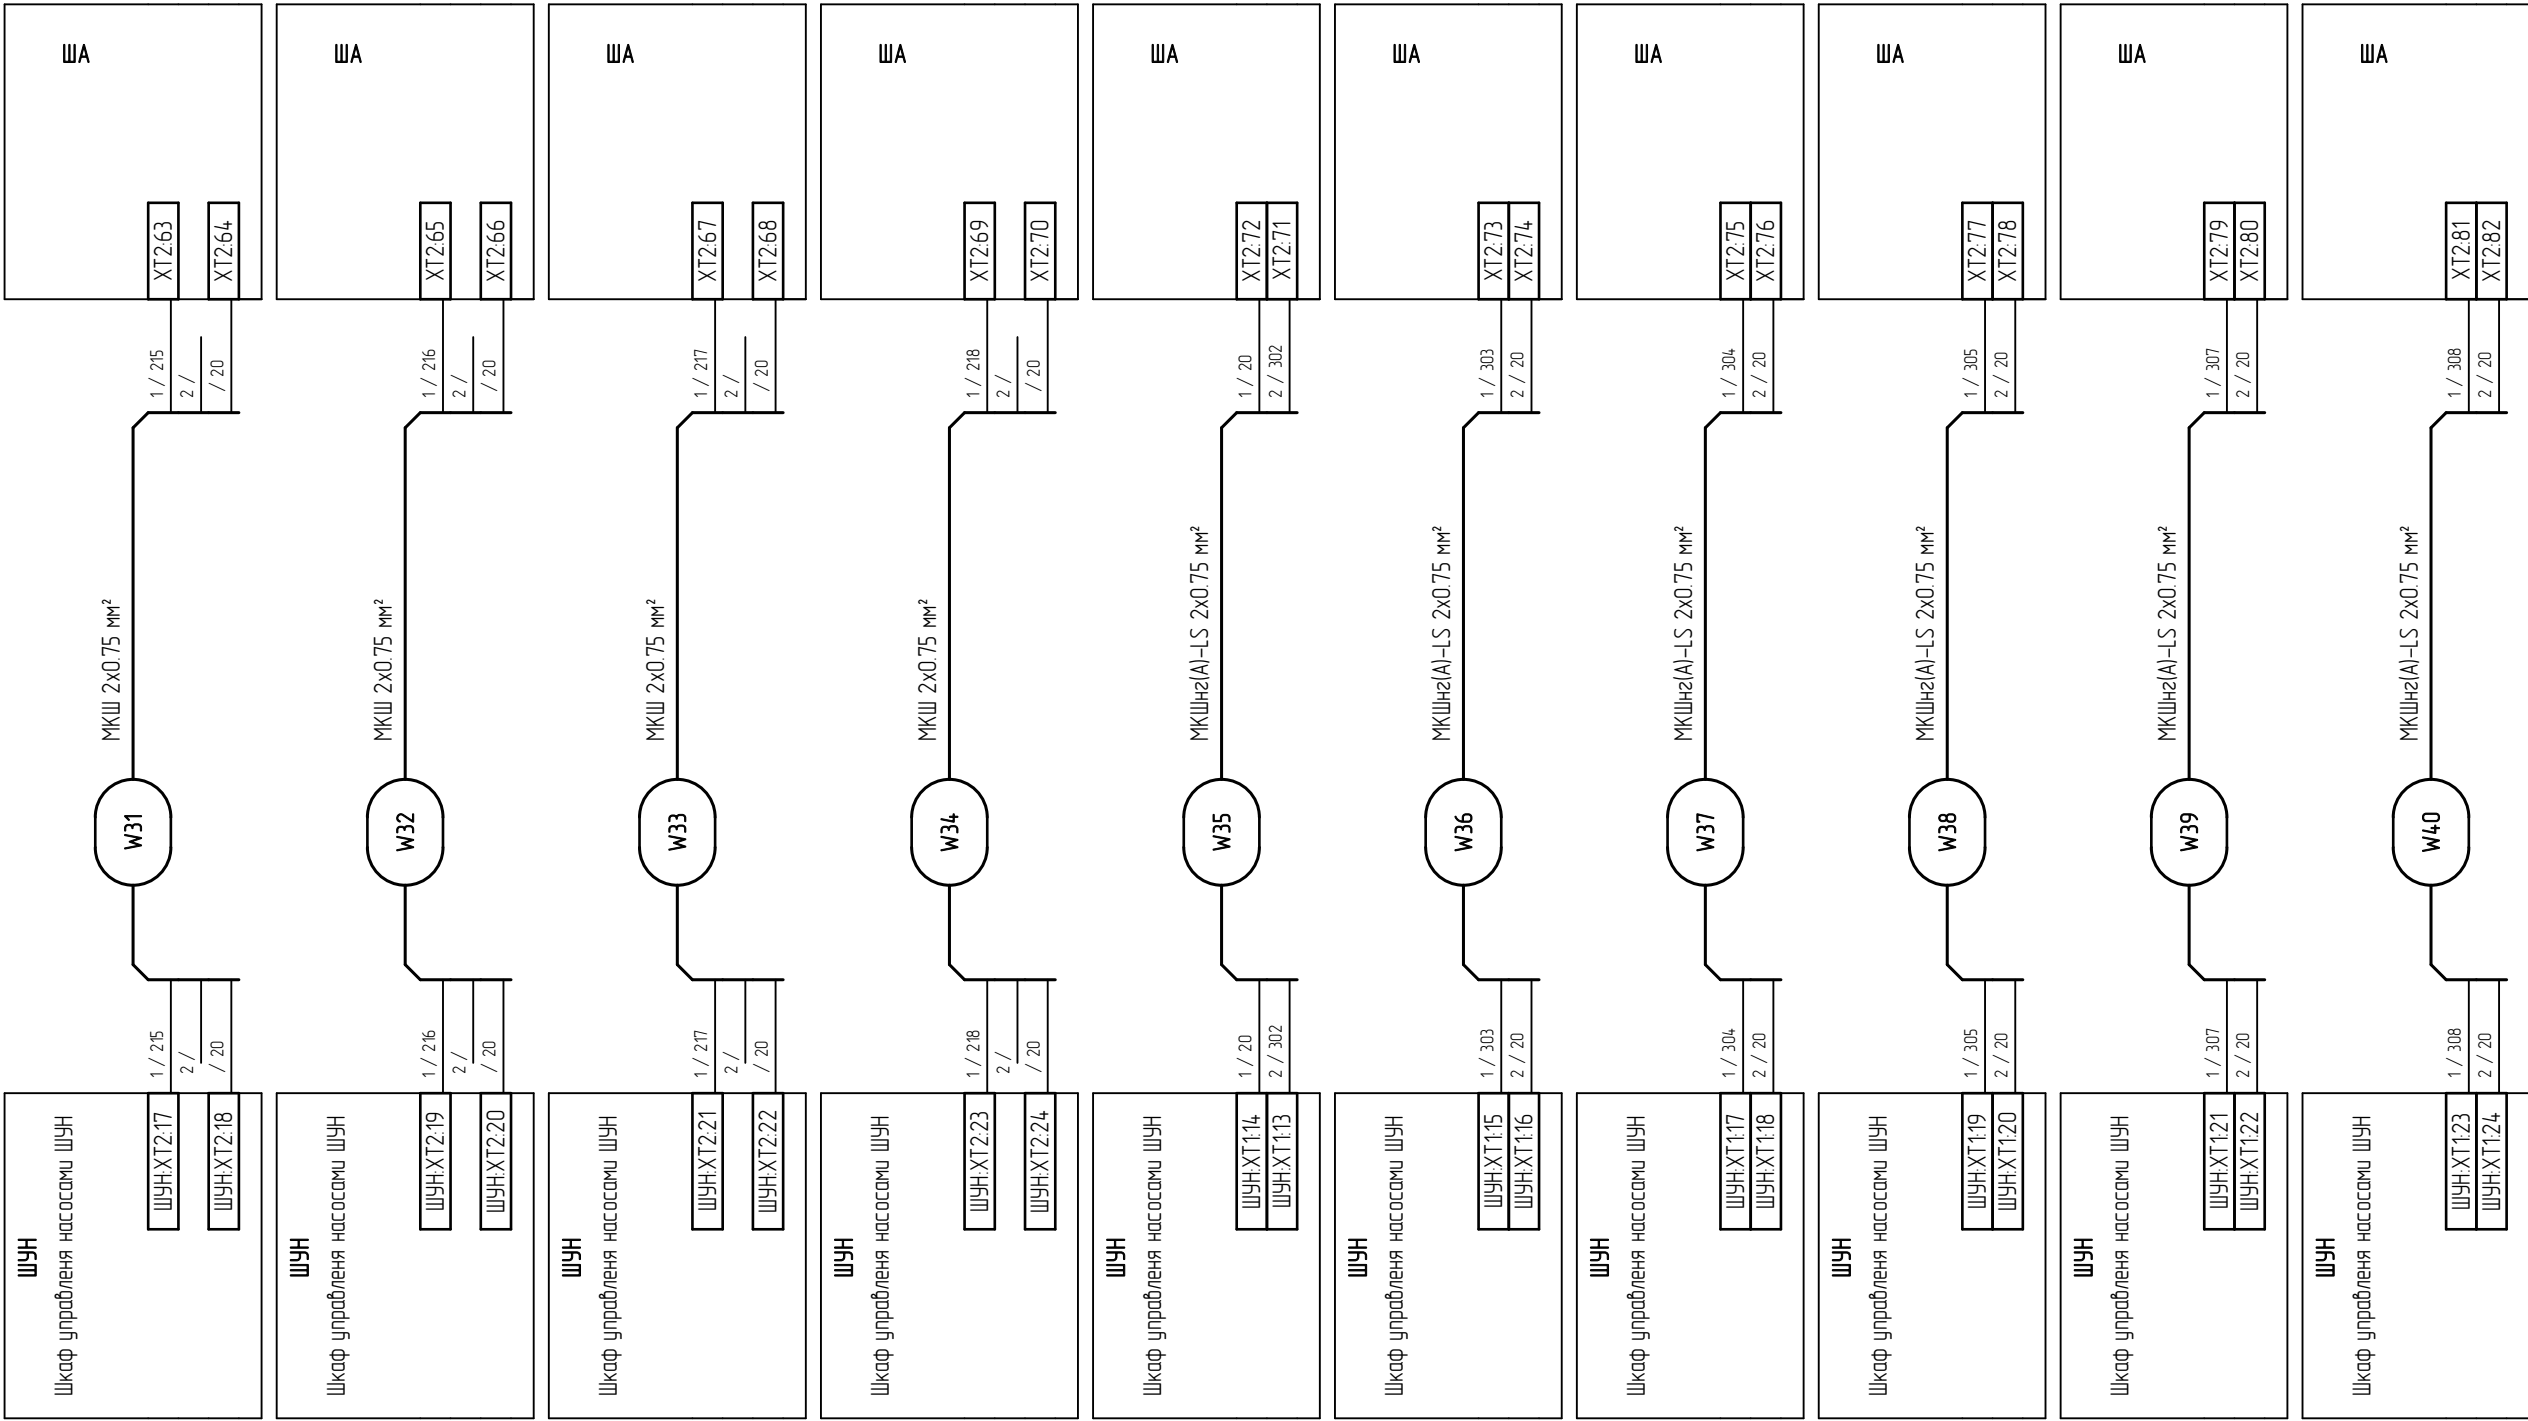 ША
XT2:63
XT2:64
1 / 215
2 /
/ 20
МКШ 2x0.75 мм²
W31
1 / 215
2 /
/ 20
ШУН:XT2:17
ШУН:XT2:18
ШУН
Шкаф управленя насосами ШУН
ША
XT2:65
XT2:66
1 / 216
2 /
/ 20
МКШ 2x0.75 мм²
W32
1 / 216
2 /
/ 20
ШУН:XT2:19
ШУН:XT2:20
ШУН
Шкаф управленя насосами ШУН
ША
XT2:67
XT2:68
1 / 217
2 /
/ 20
МКШ 2x0.75 мм²
W33
1 / 217
2 /
/ 20
ШУН:XT2:21
ШУН:XT2:22
ШУН
Шкаф управленя насосами ШУН
ША
XT2:69
XT2:70
1 / 218
2 /
/ 20
МКШ 2x0.75 мм²
W34
1 / 218
2 /
/ 20
ШУН:XT2:23
ШУН:XT2:24
ШУН
Шкаф управленя насосами ШУН
ША
XT2:72
XT2:71
1 / 20
2 / 302
МКШнг(А)-LS 2x0.75 мм²
W35
1 / 20
2 / 302
ШУН:XT1:14
ШУН:XT1:13
ШУН
Шкаф управленя насосами ШУН
ША
XT2:73
XT2:74
1 / 303
2 / 20
МКШнг(А)-LS 2x0.75 мм²
W36
1 / 303
2 / 20
ШУН:XT1:15
ШУН:XT1:16
ШУН
Шкаф управленя насосами ШУН
ША
XT2:75
XT2:76
1 / 304
2 / 20
МКШнг(А)-LS 2x0.75 мм²
W37
1 / 304
2 / 20
ШУН:XT1:17
ШУН:XT1:18
ШУН
Шкаф управленя насосами ШУН
ША
XT2:77
XT2:78
1 / 305
2 / 20
МКШнг(А)-LS 2x0.75 мм²
W38
1 / 305
2 / 20
ШУН:XT1:19
ШУН:XT1:20
ШУН
Шкаф управленя насосами ШУН
ША
XT2:79
XT2:80
1 / 307
2 / 20
МКШнг(А)-LS 2x0.75 мм²
W39
1 / 307
2 / 20
ШУН:XT1:21
ШУН:XT1:22
ШУН
Шкаф управленя насосами ШУН
ША
XT2:81
XT2:82
1 / 308
2 / 20
МКШнг(А)-LS 2x0.75 мм²
W40
1 / 308
2 / 20
ШУН:XT1:23
ШУН:XT1:24
ШУН
Шкаф управленя насосами ШУН